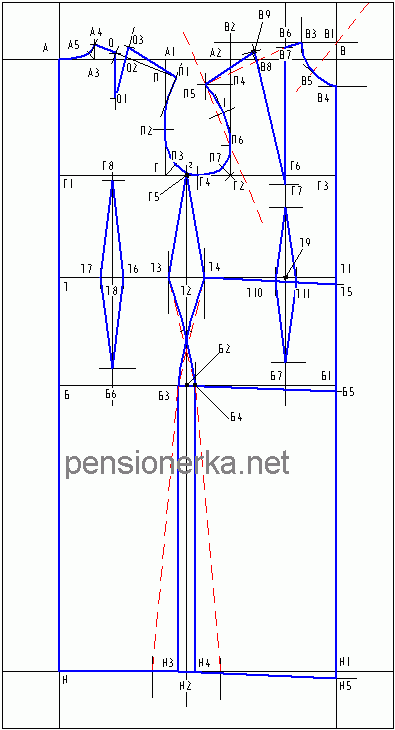 В9
А4 О О3 В2 В6 В3 В1
А А5 А1 А2 В
О2 В7
А3 П П1 В8 В5
П4
О1 П5 В4
П2 П6
П3 П7
Г8 Г Г6
Г1 Г5 Г4 Г2 Г7 Г3
Т7 Т6 Т3 Т4 Т9 Т1
Т Т8 Т2 Т10 Т11 Т5
Б2
Б7 Б1
Б Б6 Б3 Б5
Б4
pensionerka.net
Н3 Н4 Н1
Н Н2 Н5